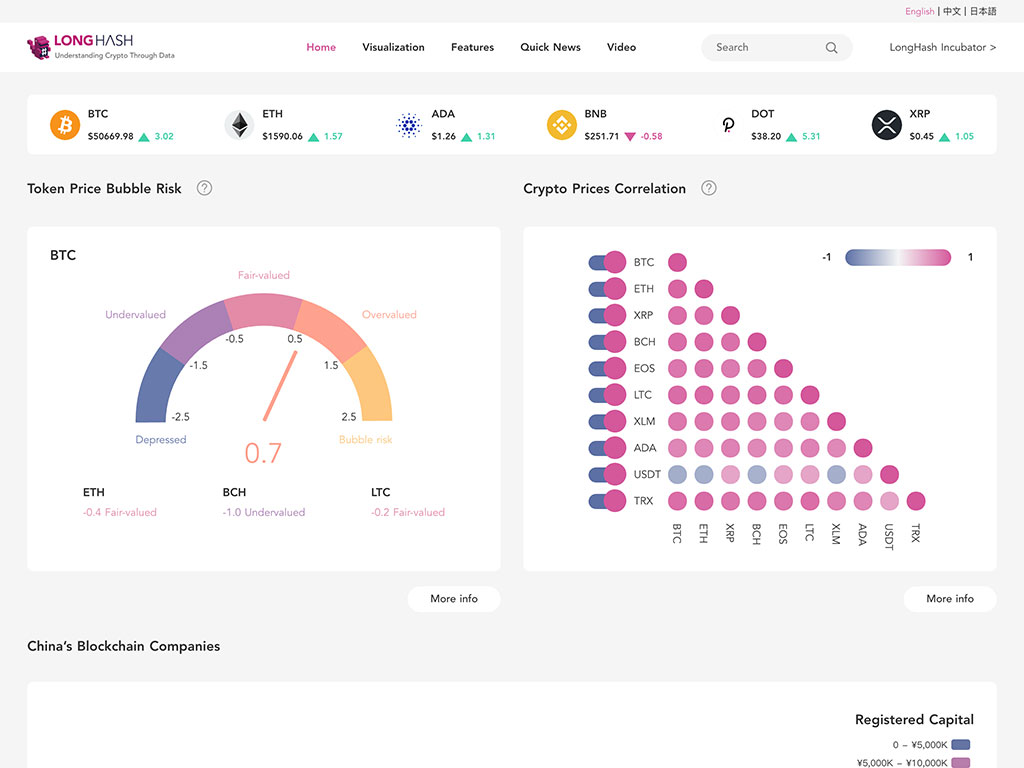 English | 中文 | 日本語
LONGHASH
Understanding Crypto Through Data
Home Visualization Features Quick News Video
Search
LongHash Incubator >
BTC
$50669.98 3.02
ETH
$1590.06 1.57
ADA
$1.26 1.31
BNB
$251.71 -0.58
DOT
$38.20 5.31
XRP
$0.45 1.05
Token Price Bubble Risk ?
BTC
Fair-valued
Undervalued Overvalued
-0.5 0.5
-1.5 1.5
-2.5 2.5
Depressed Bubble risk
0.7
ETH BCH LTC
-0.4 Fair-valued -1.0 Undervalued -0.2 Fair-valued
More info
Crypto Prices Correlation ?
-1 1
BTC
ETH
XRP
BCH
EOS
LTC
XLM
ADA
USDT
TRX
BTC ETH XRP BCH EOS LTC XLM ADA USDT TRX
More info
China's Blockchain Companies
Registered Capital
0 – ¥5,000K
¥5,000K – ¥10,000K